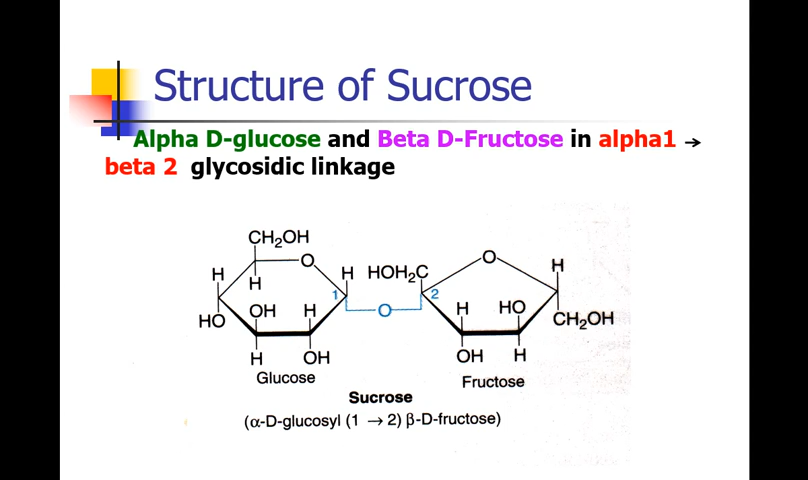 Structure of Sucrose
Alpha D-glucose and Beta D-Fructose in alpha1 →
beta 2 glycosidic linkage
CH₂OH
O
H
H
H
HO
OH
H
H
OH
1
O
HOH₂C
2
O
H
H
HO
OH
H
CH₂OH
Glucose
Fructose
Sucrose
(α-D-glucosyl (1 → 2) β-D-fructose)